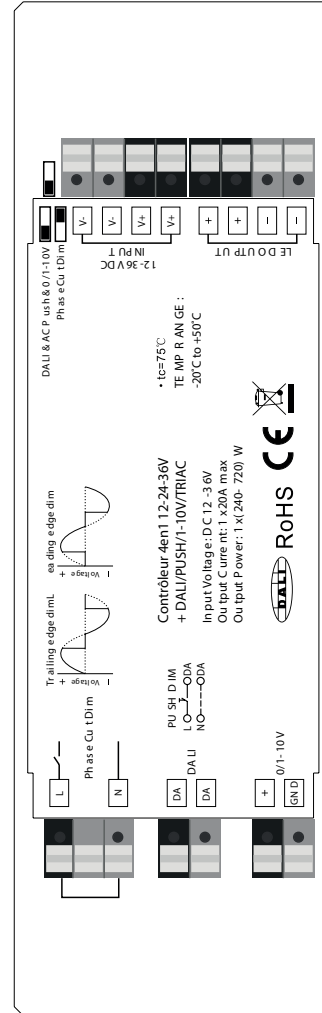 DALI & AC Push & 0/1-10V
Phase Cut Dim
V-
V-
V+
V+
12-36V DC
INPUT
+
+
−
−
LED OUTPUT
• tc=75℃
TEMP RANGE :
-20˚C to +50˚C
Trailing edge dimL
eading edge dim
+
Voltage
−
+
Voltage
−
Contrôleur 4en1 12-24-36V
+ DALI/PUSH/1-10V/TRIAC
Input Voltage: DC 12 -36V
Output Current: 1x20A max
Output Power: 1x(240- 720) W
DALI
RoHS
CE
L
N
Phase Cut Dim
PUSH DIM
L DA
N DA
DA
DA
DALI
+
GND
0/1-10V